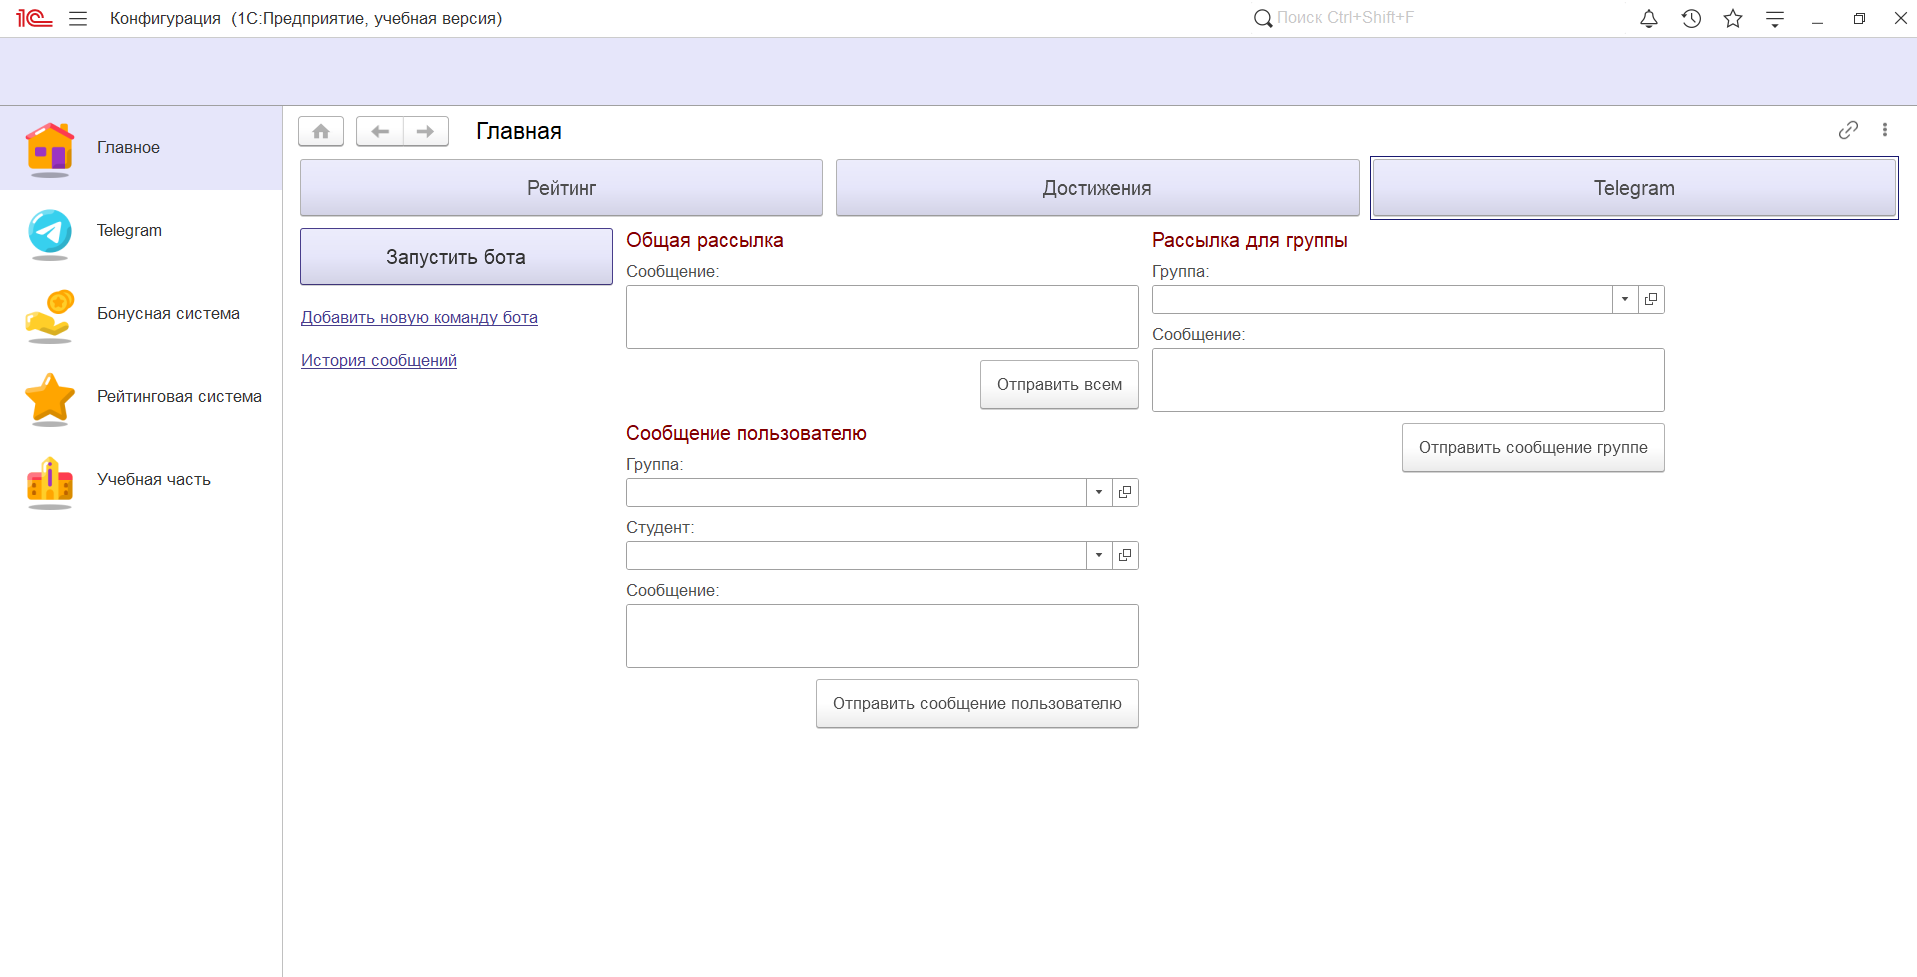 1С Конфигурация (1С:Предприятие, учебная версия)
Поиск Ctrl+Shift+F
Главное
Telegram
Бонусная система
Рейтинговая система
Учебная часть
Главная
Рейтинг
Достижения
Telegram
Запустить бота
Добавить новую команду бота
История сообщений
Общая рассылка
Сообщение:
Отправить всем
Сообщение пользователю
Группа:
Студент:
Сообщение:
Отправить сообщение пользователю
Рассылка для группы
Группа:
Сообщение:
Отправить сообщение группе